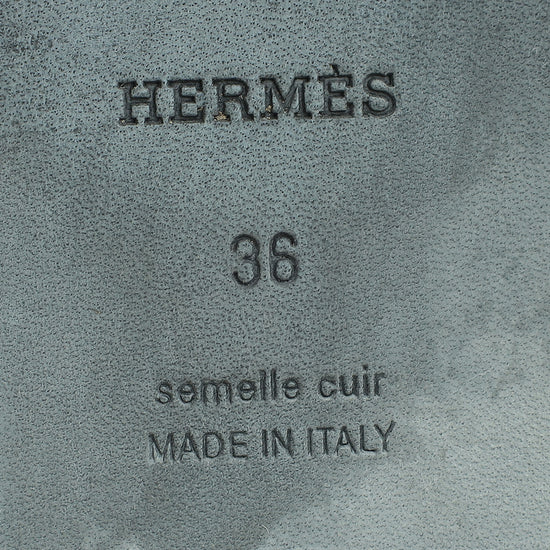 HERMÈS
36
semelle cuir
MADE IN ITALY